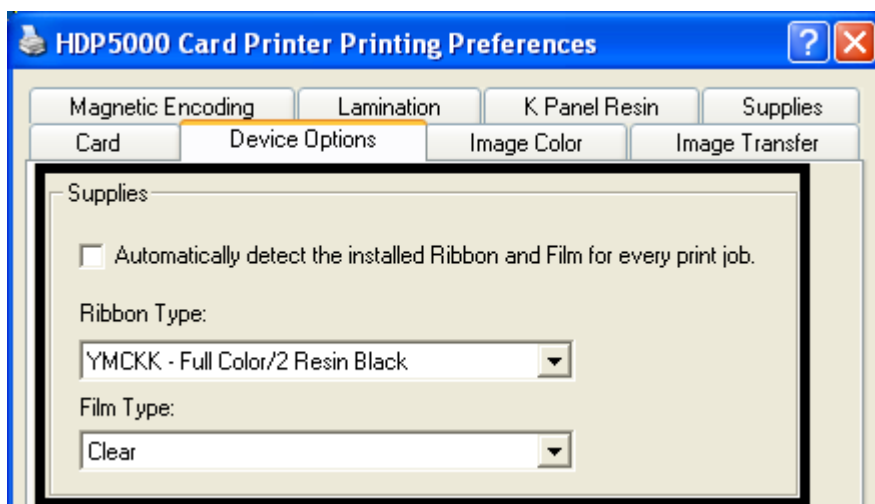 HDP5000 Card Printer Printing Preferences
Magnetic Encoding Lamination K Panel Resin Supplies
Card Device Options Image Color Image Transfer
Supplies
Automatically detect the installed Ribbon and Film for every print job.
Ribbon Type:
YMCKK - Full Color/2 Resin Black
Film Type:
Clear